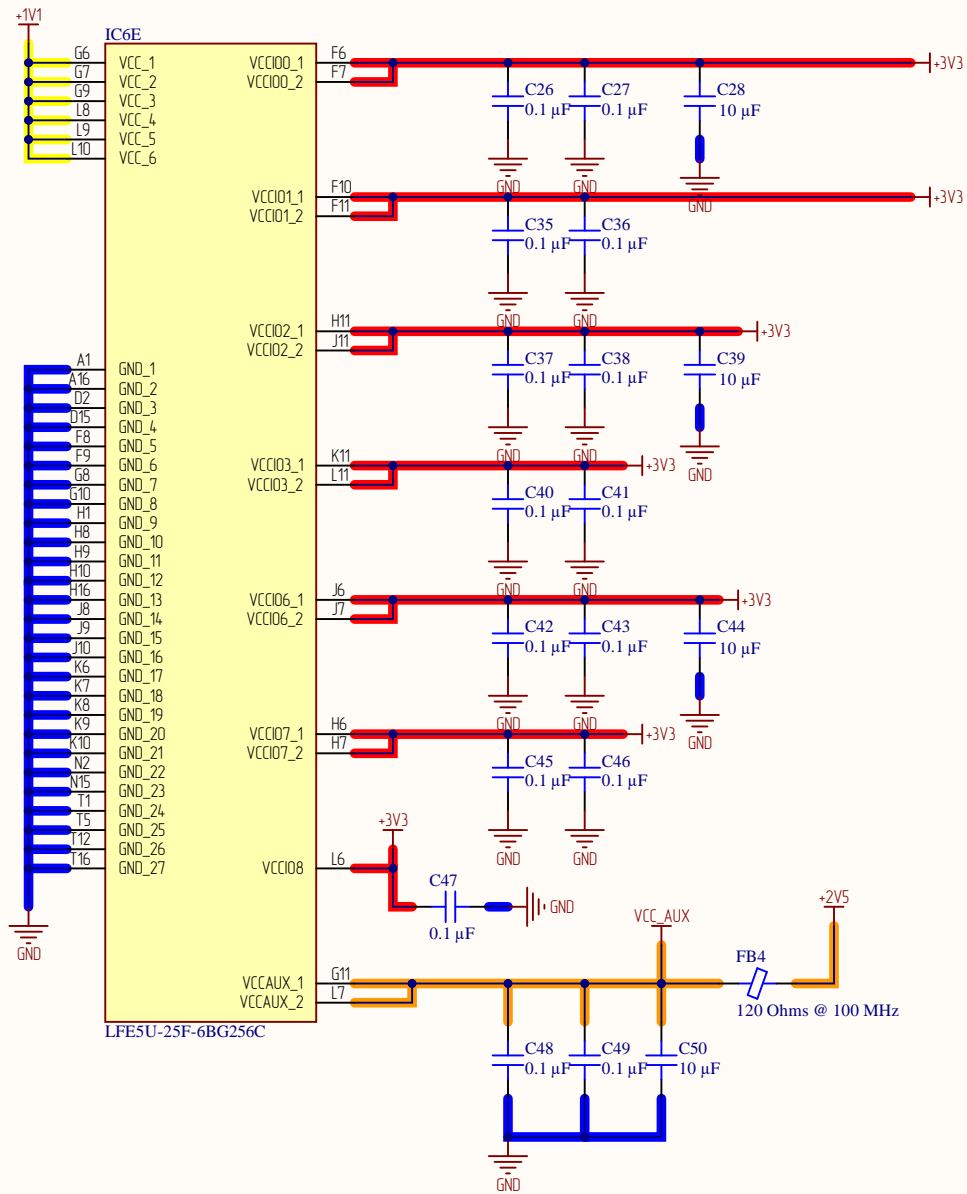 +1V1
IC6E
G6 VCC_1
G7 VCC_2
G9 VCC_3
L8 VCC_4
L9 VCC_5
L10 VCC_6
A1 GND_1
A16 GND_2
D2 GND_3
D15 GND_4
F8 GND_5
F9 GND_6
G8 GND_7
G10 GND_8
H1 GND_9
H8 GND_10
H9 GND_11
H10 GND_12
H16 GND_13
J8 GND_14
J9 GND_15
J10 GND_16
K6 GND_17
K7 GND_18
K8 GND_19
K9 GND_20
K10 GND_21
N2 GND_22
N15 GND_23
T1 GND_24
T5 GND_25
T12 GND_26
T16 GND_27
GND
VCCIO0_1 F6
VCCIO0_2 F7
+3V3
C26
0.1 µF
C27
0.1 µF
C28
10 µF
GND
GND
GND
VCCIO1_1 F10
VCCIO1_2 F11
+3V3
C35
0.1 µF
C36
0.1 µF
GND
GND
VCCIO2_1 H11
VCCIO2_2 J11
+3V3
C37
0.1 µF
C38
0.1 µF
C39
10 µF
GND
GND
GND
VCCIO3_1 K11
VCCIO3_2 L11
+3V3
C40
0.1 µF
C41
0.1 µF
GND
GND
VCCIO6_1 J6
VCCIO6_2 J7
+3V3
C42
0.1 µF
C43
0.1 µF
C44
10 µF
GND
GND
GND
VCCIO7_1 H6
VCCIO7_2 H7
+3V3
C45
0.1 µF
C46
0.1 µF
GND
GND
+3V3
VCCIO8 L6
C47
0.1 µF
GND
VCC_AUX
+2V5
VCCAUX_1 G11
VCCAUX_2 L7
FB4
120 Ohms @ 100 MHz
C48
0.1 µF
C49
0.1 µF
C50
10 µF
GND
LFE5U-25F-6BG256C